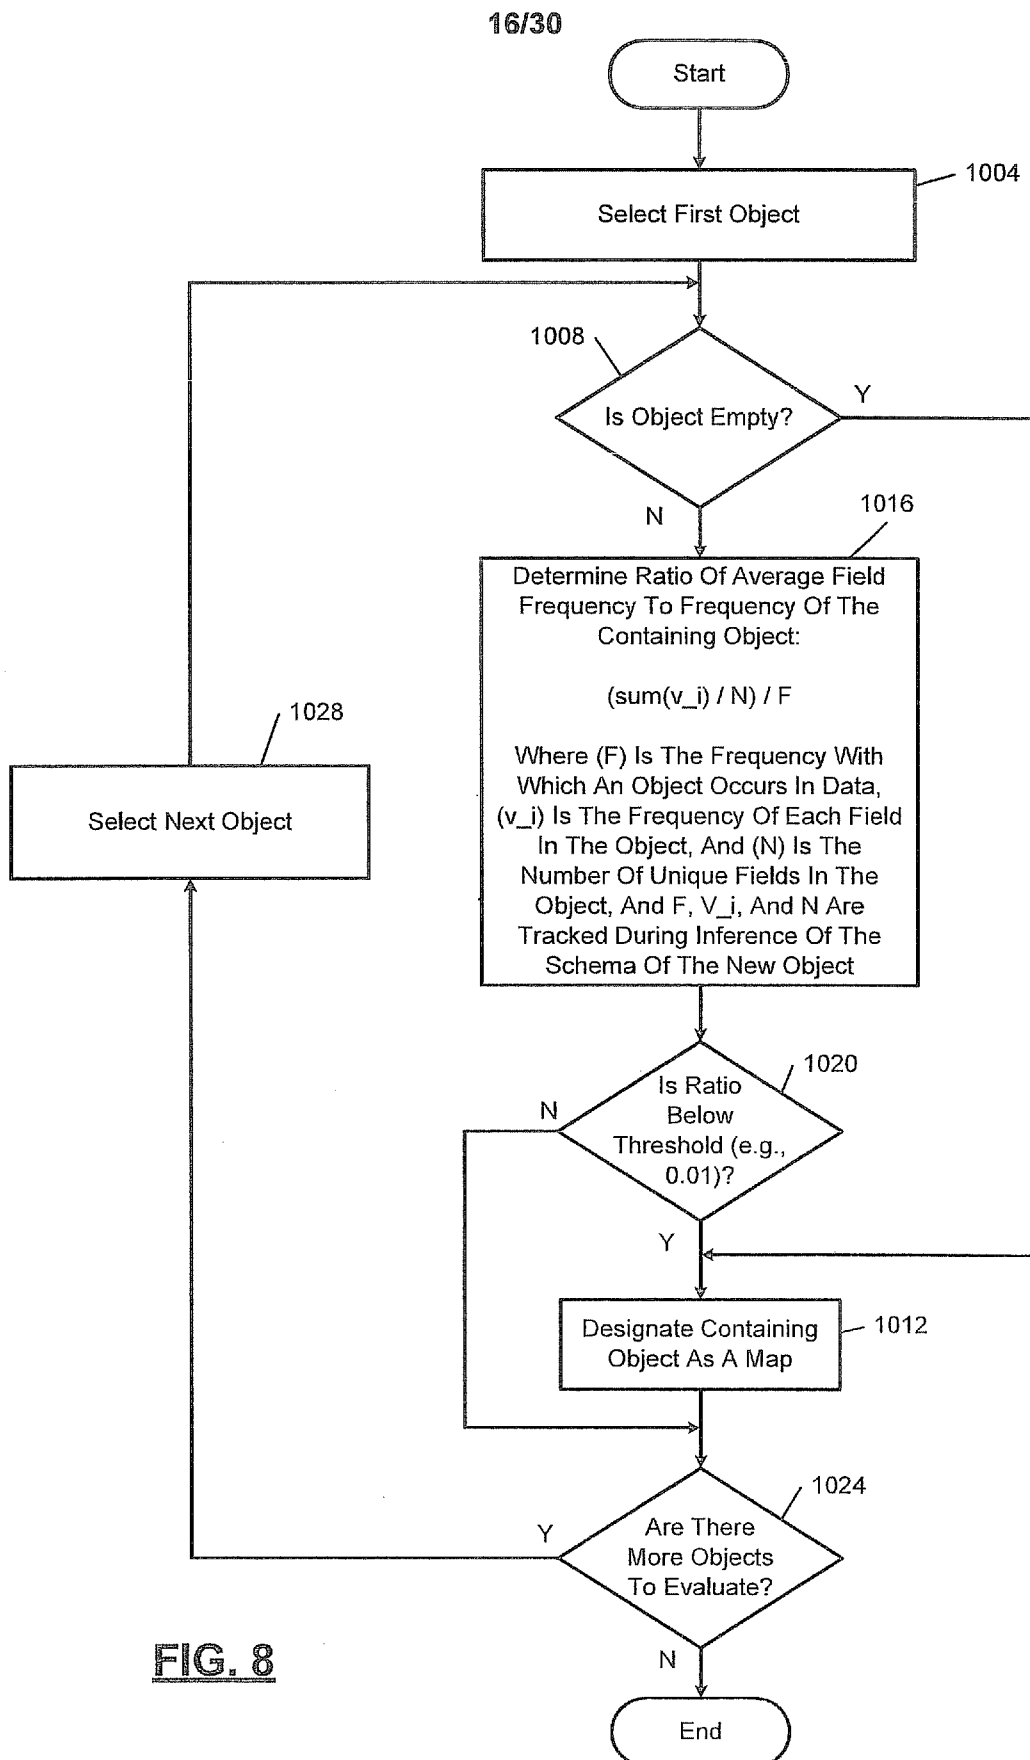 16/30
Start
1004
Select First Object
1008
Is Object Empty?
Y
N
1016
Determine Ratio Of Average Field
Frequency To Frequency Of The
Containing Object:
(sum(v_i) / N) / F
Where (F) Is The Frequency With
Which An Object Occurs In Data,
(v_i) Is The Frequency Of Each Field
In The Object, And (N) Is The
Number Of Unique Fields In The
Object, And F, V_i, And N Are
Tracked During Inference Of The
Schema Of The New Object
1028
Select Next Object
1020
Is Ratio
Below
Threshold (e.g.,
0.01)?
N
Y
Designate Containing
Object As A Map
1012
1024
Are There
More Objects
To Evaluate?
Y
N
End
FIG. 8